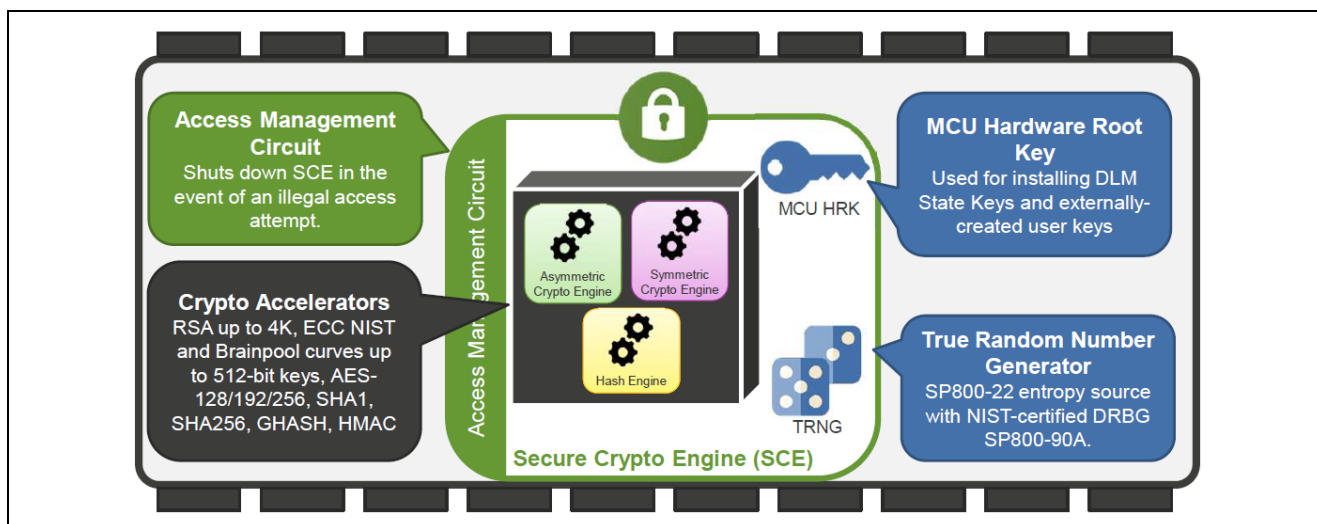 Access Management
Circuit
Shuts down SCE in the
event of an illegal access
attempt.
Crypto Accelerators
RSA up to 4K, ECC NIST
and Brainpool curves up
to 512-bit keys, AES-
128/192/256, SHA1,
SHA256, GHASH, HMAC
Access Management Circuit
Asymmetric
Crypto Engine
Symmetric
Crypto Engine
Hash Engine
MCU HRK
TRNG
Secure Crypto Engine (SCE)
MCU Hardware Root
Key
Used for installing DLM
State Keys and externally-
created user keys
True Random Number
Generator
SP800-22 entropy source
with NIST-certified DRBG
SP800-90A.